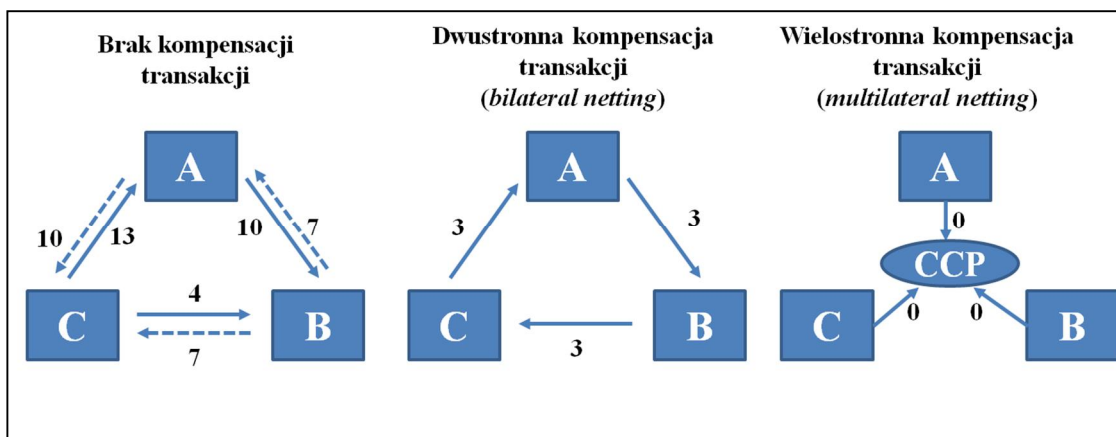 Brak kompensacji
transakcji
A
10
13
10
7
C
4
7
B
Dwustronna kompensacja
transakcji
(bilateral netting)
A
3
3
C
3
B
Wielostronna kompensacja
transakcji
(multilateral netting)
A
0
CCP
C
0
0
B